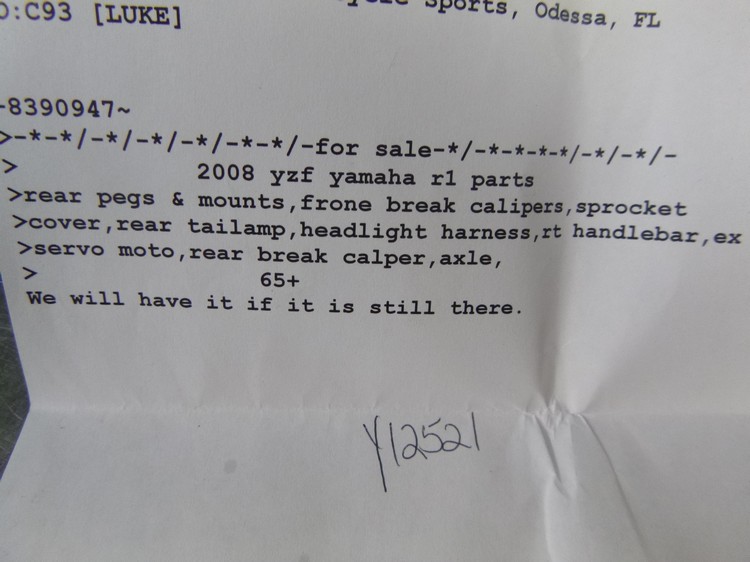 Sports, Odessa, FL
:C93 [LUKE]
-8390947~
>-*-*/-*/-*/-*/-*-*/-for sale-*/-*-*-*-*/-*/-*/-
> 2008 yzf yamaha r1 parts
>rear pegs & mounts,frone break calipers,sprocket
>cover,rear tailamp,headlight harness,rt handlebar,ex
>servo moto,rear break calper,axle,
> 65+
We will have it if it is still there.
Y12521